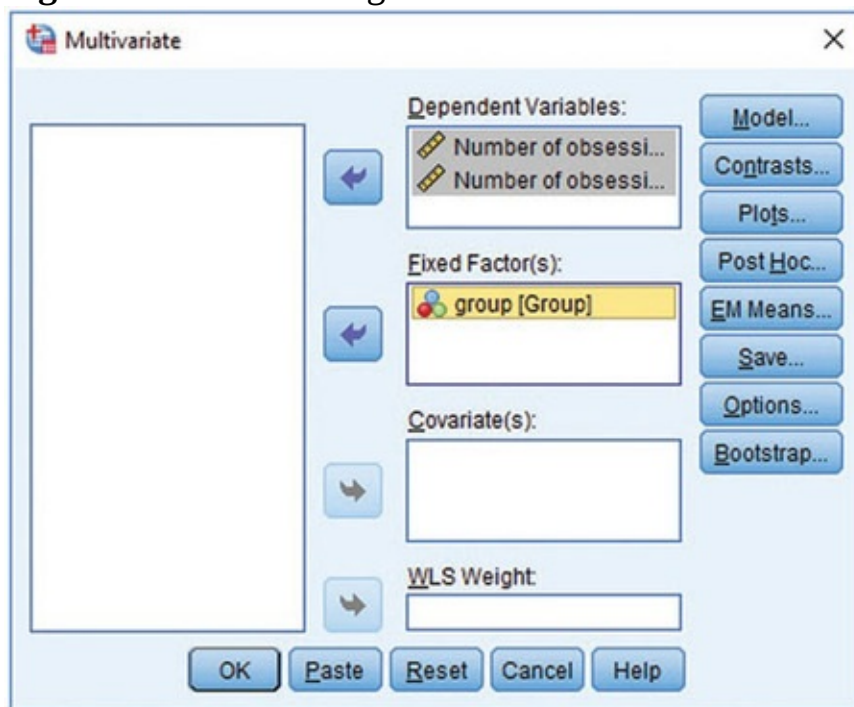 Multivariate
Dependent Variables:
Number of obsessi...
Number of obsessi...
Fixed Factor(s):
group [Group]
Covariate(s):
WLS Weight:
Model...
Contrasts...
Plots...
Post Hoc...
EM Means...
Save...
Options...
Bootstrap...
OK Paste Reset Cancel Help